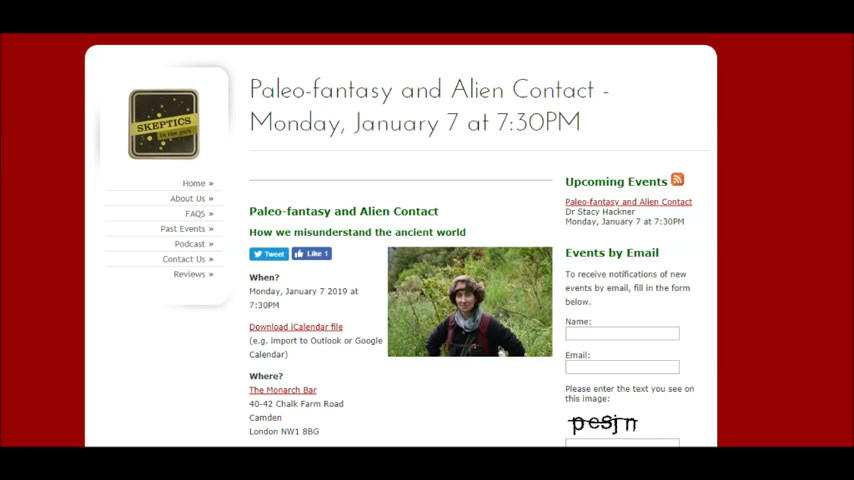 Paleo-fantasy and Alien Contact -
Monday, January 7 at 7:30PM
SKEPTICS
in the pub
Home »
About Us »
FAQS »
Past Events »
Podcast »
Contact Us »
Reviews »
Paleo-fantasy and Alien Contact
How we misunderstand the ancient world
Tweet
Like 1
When?
Monday, January 7 2019 at
7:30PM
Download iCalendar file
(e.g. import to Outlook or Google
Calendar)
Where?
The Monarch Bar
40-42 Chalk Farm Road
Camden
London NW1 8BG
Upcoming Events
Paleo-fantasy and Alien Contact
Dr Stacy Hackner
Monday, January 7 at 7:30PM
Events by Email
To receive notifications of new
events by email, fill in the form
below.
Name:
Email:
Please enter the text you see on
this image:
pesjn